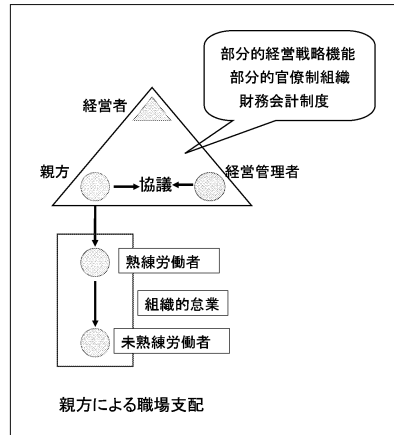 部分的経営戦略機能
部分的官僚制組織
財務会計制度
経営者
親方
協議
経営管理者
熟練労働者
組織的怠業
未熟練労働者
親方による職場支配